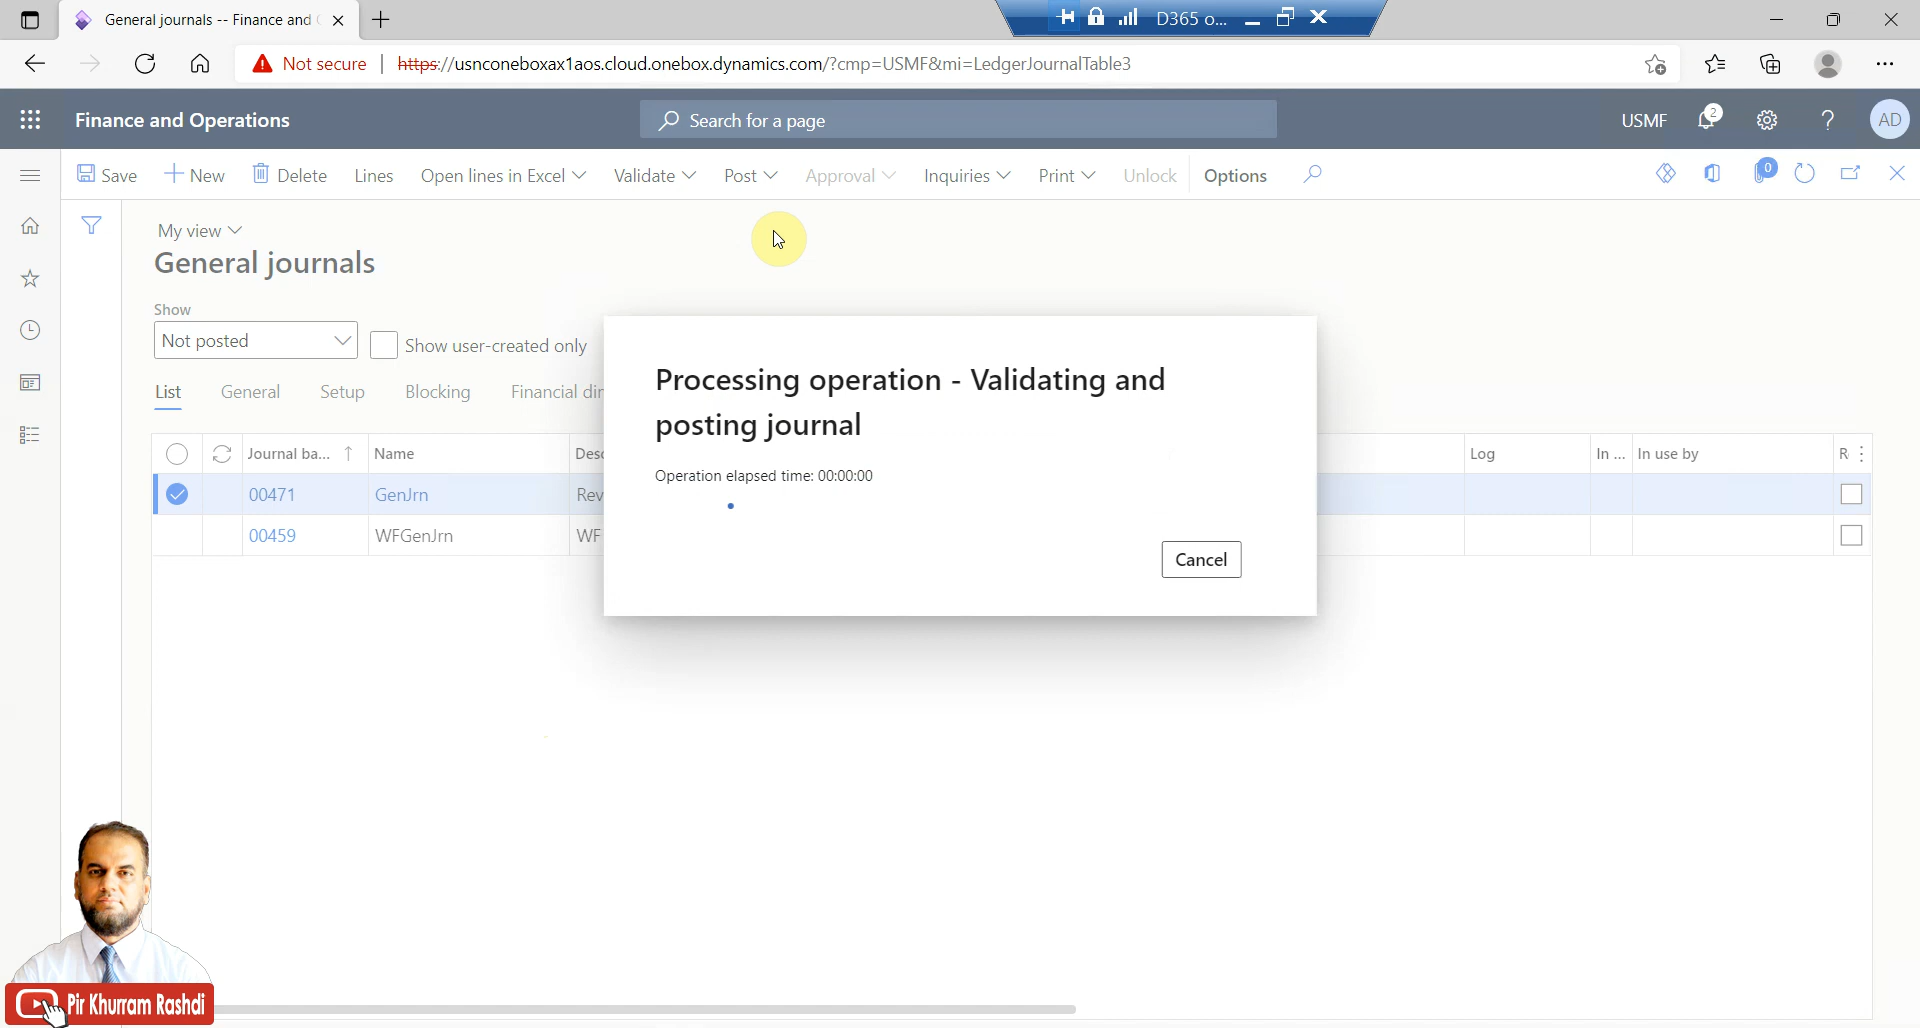 General journals -- Finance and
D365 o...
Not secure
https://usnconeboxax1aos.cloud.onebox.dynamics.com/?cmp=USMF&mi=LedgerJournalTable3
Finance and Operations
Search for a page
USMF
2
?
AD
Save
New
Delete
Lines
Open lines in Excel
Validate
Post
Approval
Inquiries
Print
Unlock
Options
0
My view
General journals
Show
Not posted
Show user-created only
List
General
Setup
Blocking
Financial dir
Processing operation - Validating and
posting journal
Operation elapsed time: 00:00:00
Cancel
Journal ba...
Name
Desc
Log
In ...
In use by
R
00471
GenJrn
Rev
00459
WFGenJrn
WF
Pir Khurram Rashdi